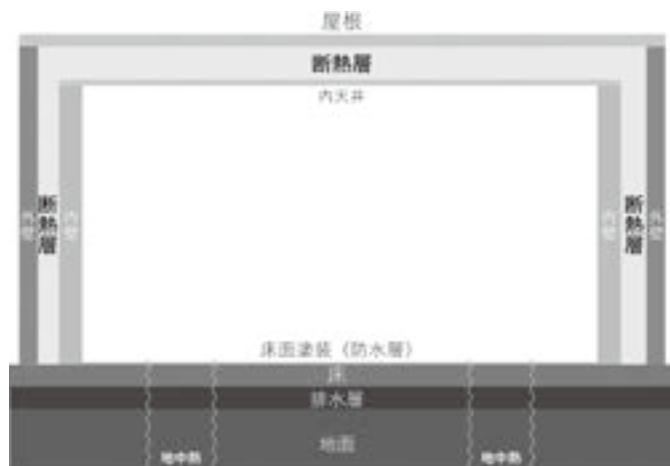 屋根
断熱層
内天井
外壁
断熱層
内壁
内壁
断熱層
外壁
床面塗装（防水層）
床
排水層
地面
地中熱
地中熱